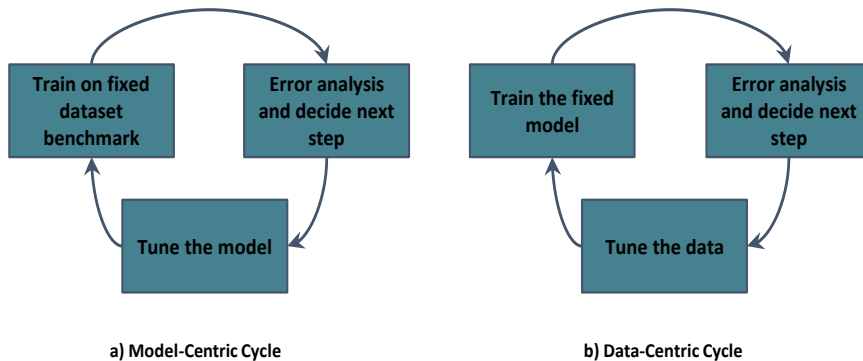 Train on fixed
dataset
benchmark
Error analysis
and decide next
step
Tune the model
a) Model-Centric Cycle
Train the fixed
model
Error analysis
and decide next
step
Tune the data
b) Data-Centric Cycle